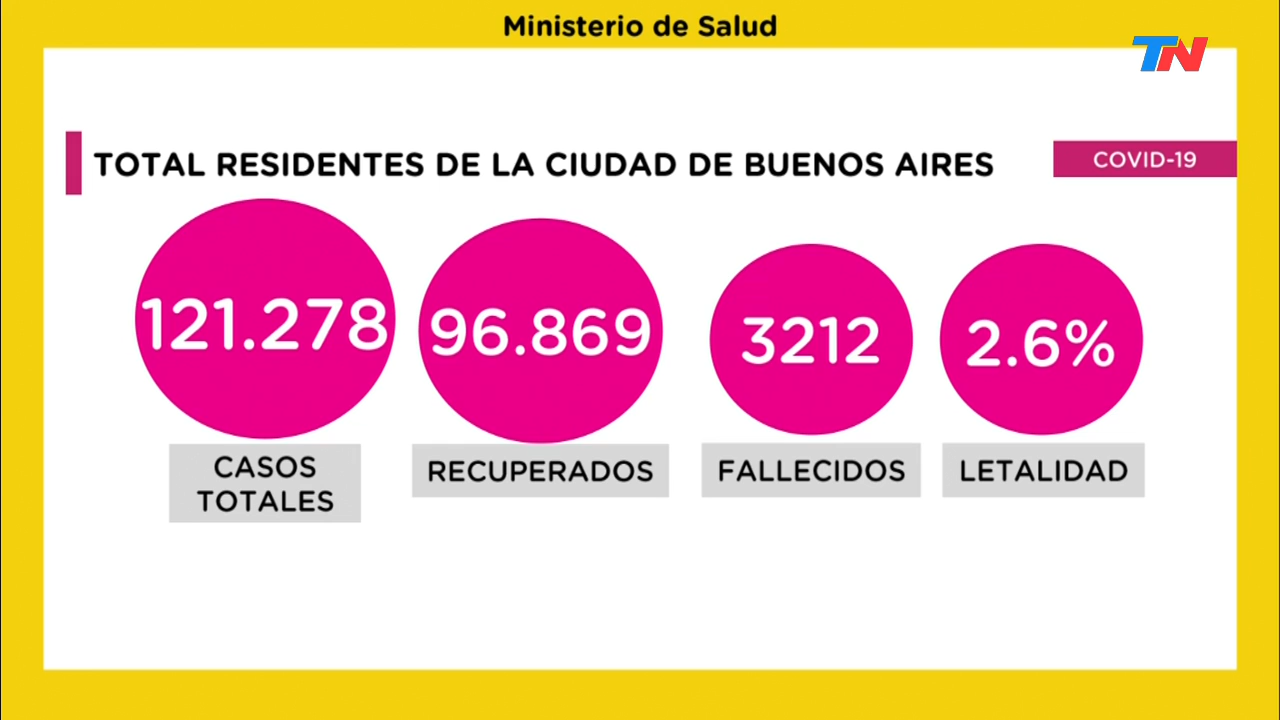 Ministerio de Salud
TN
TOTAL RESIDENTES DE LA CIUDAD DE BUENOS AIRES
COVID-19
121.278
96.869
3212
2.6%
CASOS
TOTALES
RECUPERADOS
FALLECIDOS
LETALIDAD